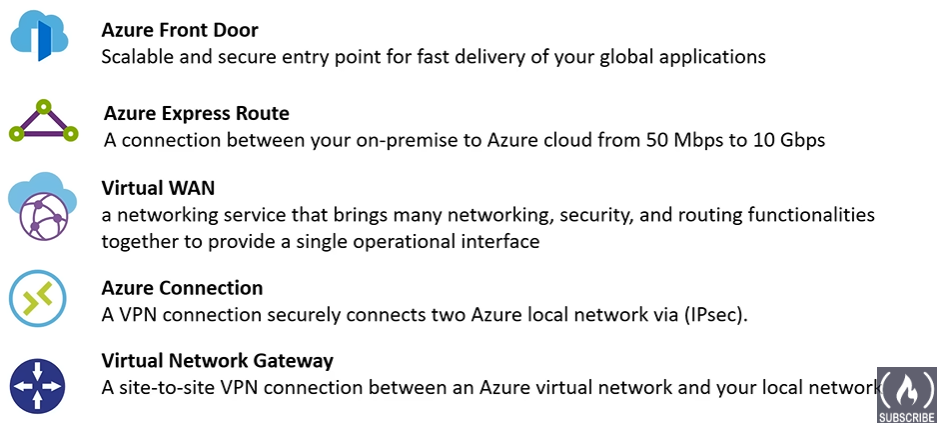 Azure Front Door
Scalable and secure entry point for fast delivery of your global applications
Azure Express Route
A connection between your on-premise to Azure cloud from 50 Mbps to 10 Gbps
Virtual WAN
a networking service that brings many networking, security, and routing functionalities
together to provide a single operational interface
Azure Connection
A VPN connection securely connects two Azure local network via (IPsec).
Virtual Network Gateway
A site-to-site VPN connection between an Azure virtual network and your local network
SUBSCRIBE